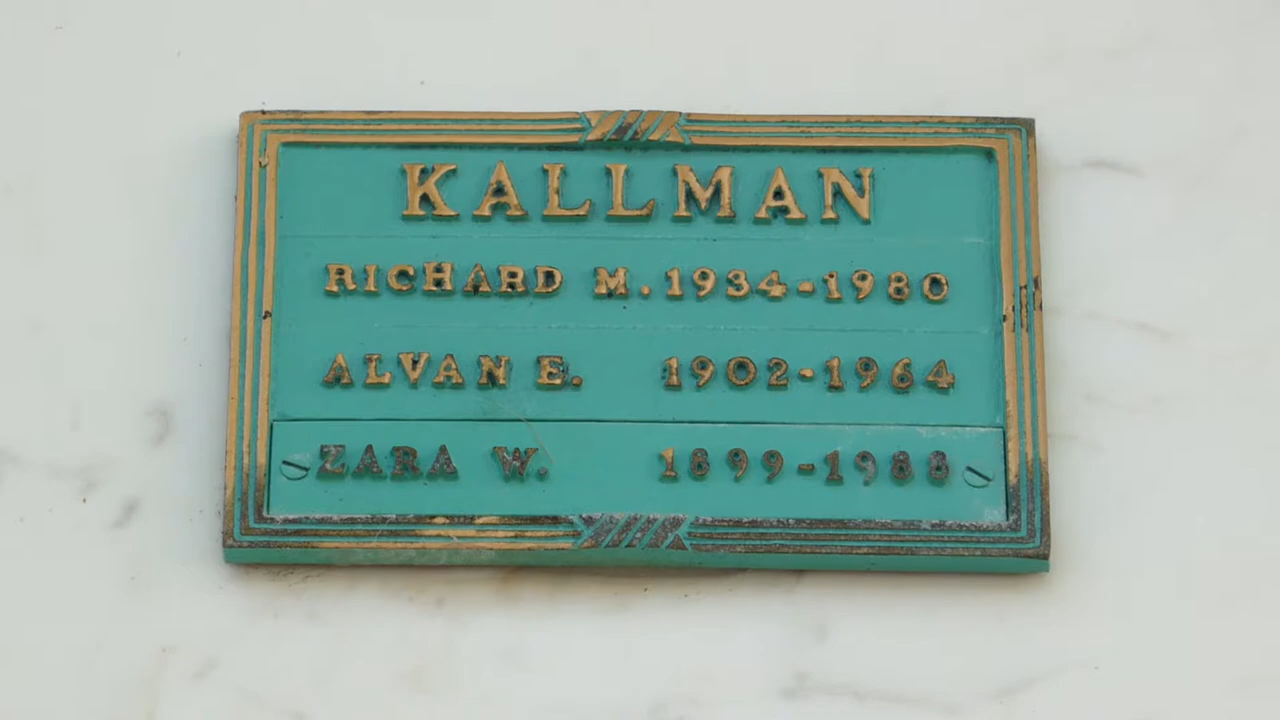 KALLMAN
RICHARD M. 1934-1980
ALVAN E. 1902-1964
ZARA W. 1899-1988